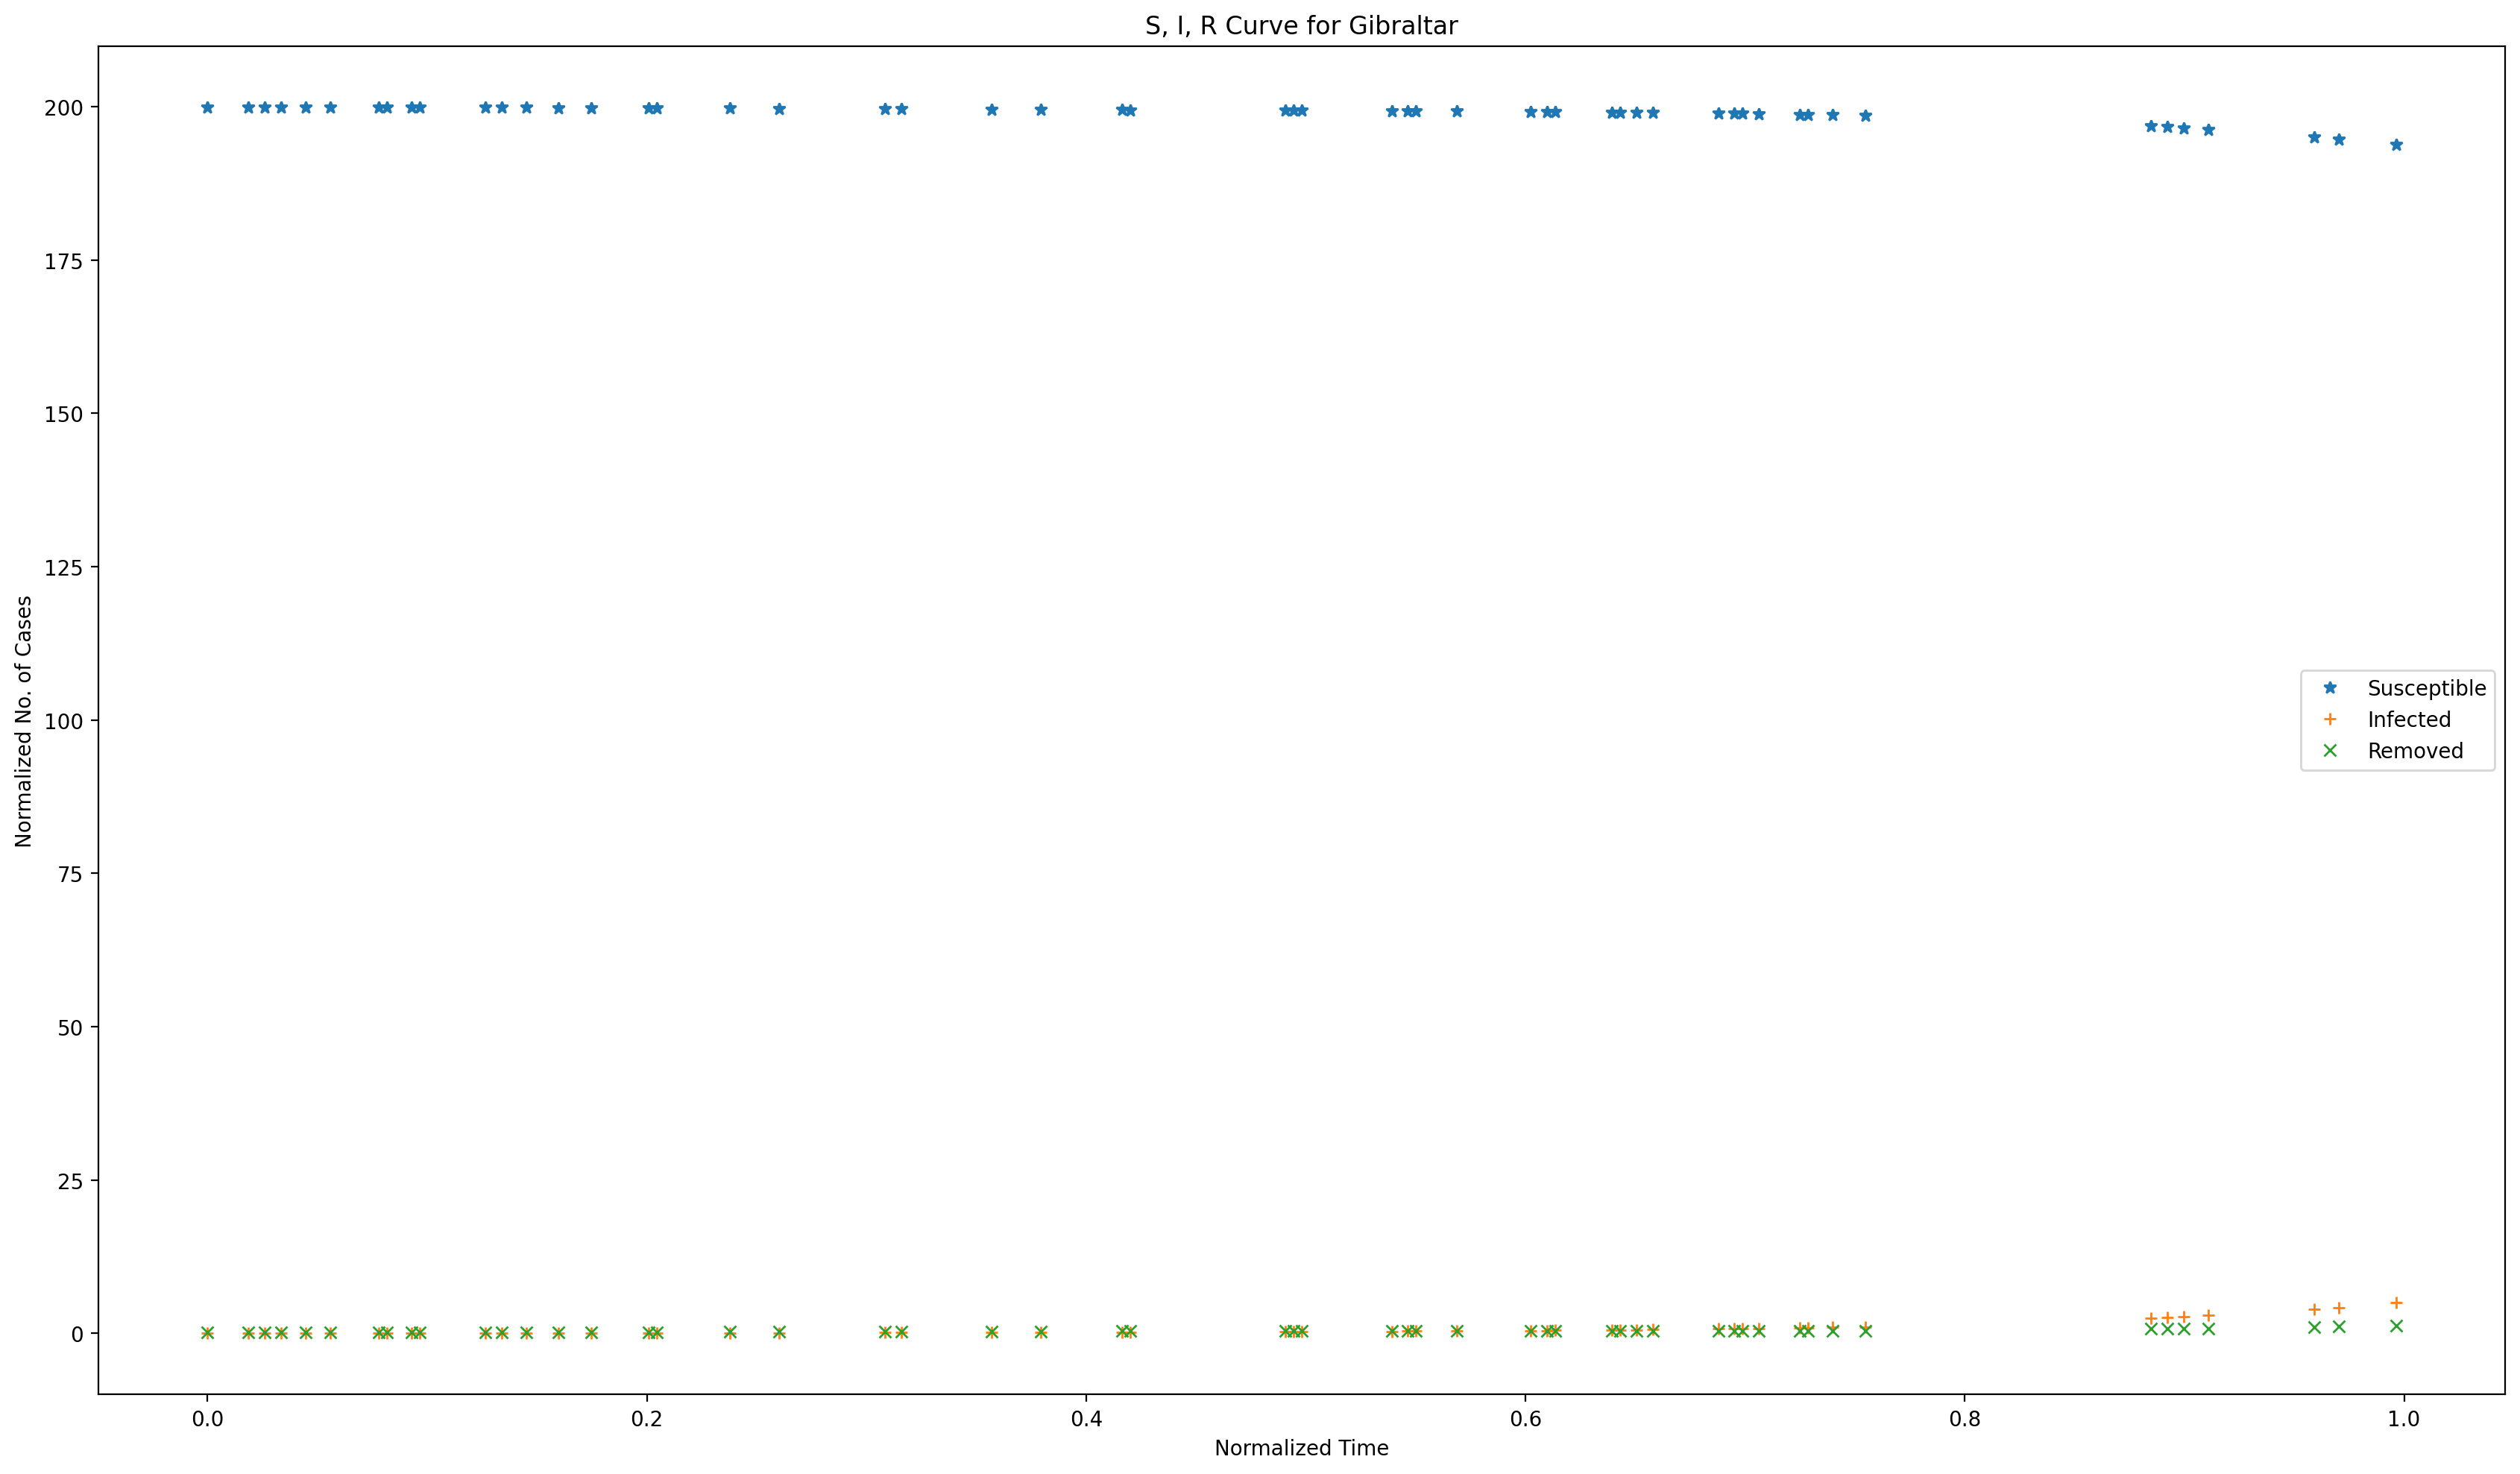 S, I, R Curve for Gibraltar
Normalized No. of Cases
200
175
150
125
100
75
50
25
0
Susceptible
Infected
Removed
0.0 0.2 0.4 0.6 0.8 1.0
Normalized Time